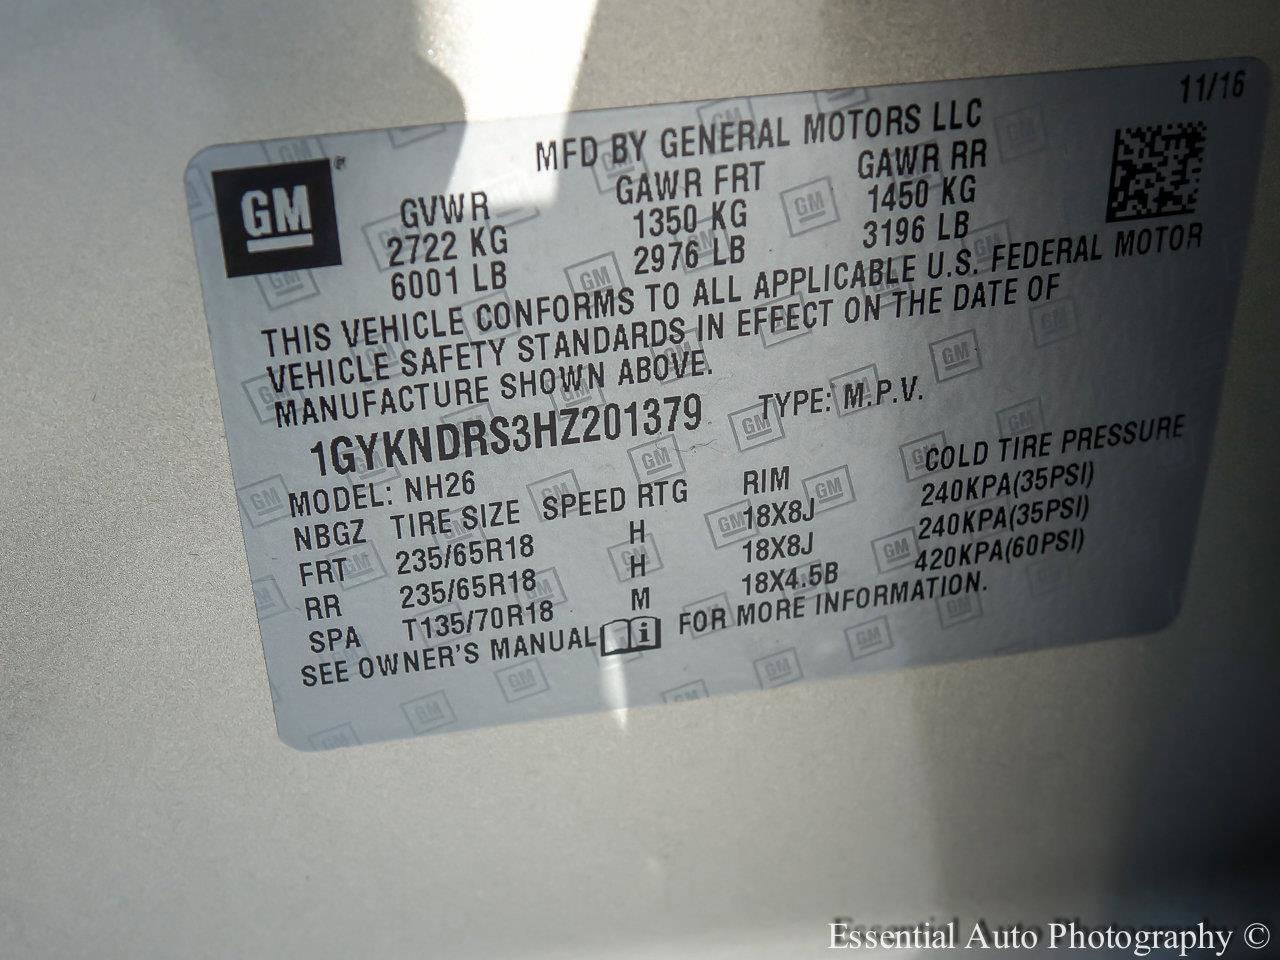 11/16
MFD BY GENERAL MOTORS LLC
GM
GVWR GAWR FRT GAWR RR
2722 KG 1350 KG 1450 KG
6001 LB 2976 LB 3196 LB
THIS VEHICLE CONFORMS TO ALL APPLICABLE U.S. FEDERAL MOTOR
VEHICLE SAFETY STANDARDS IN EFFECT ON THE DATE OF
MANUFACTURE SHOWN ABOVE.
1GYKNDRS3HZ201379 TYPE: M.P.V.
MODEL: NH26
NBGZ TIRE SIZE SPEED RTG RIM COLD TIRE PRESSURE
FRT 235/65R18 H 18X8J 240KPA(35PSI)
RR 235/65R18 H 18X8J 240KPA(35PSI)
SPA T135/70R18 M 18X4.5B 420KPA(60PSI)
SEE OWNER'S MANUAL FOR MORE INFORMATION.
Essential Auto Photography ©